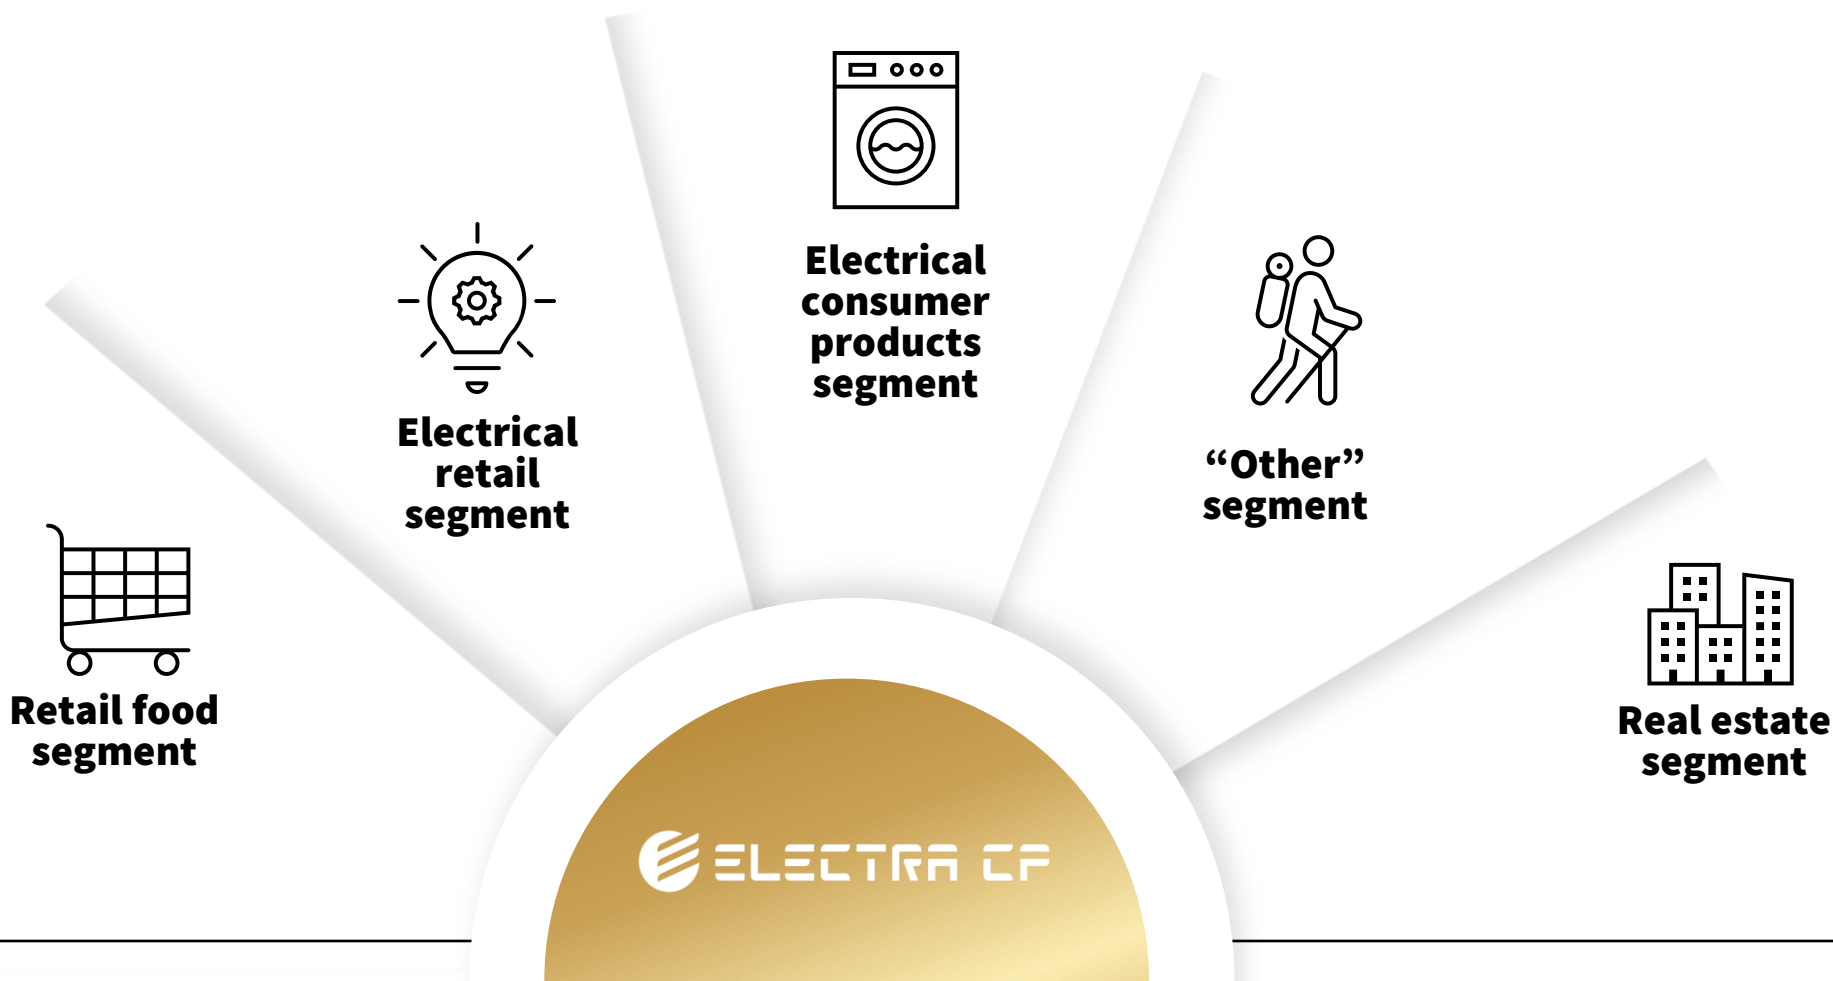 Electrical
consumer
products
segment
Electrical
retail
segment
“Other”
segment
Retail food
segment
Real estate
segment
ELECTRA CP